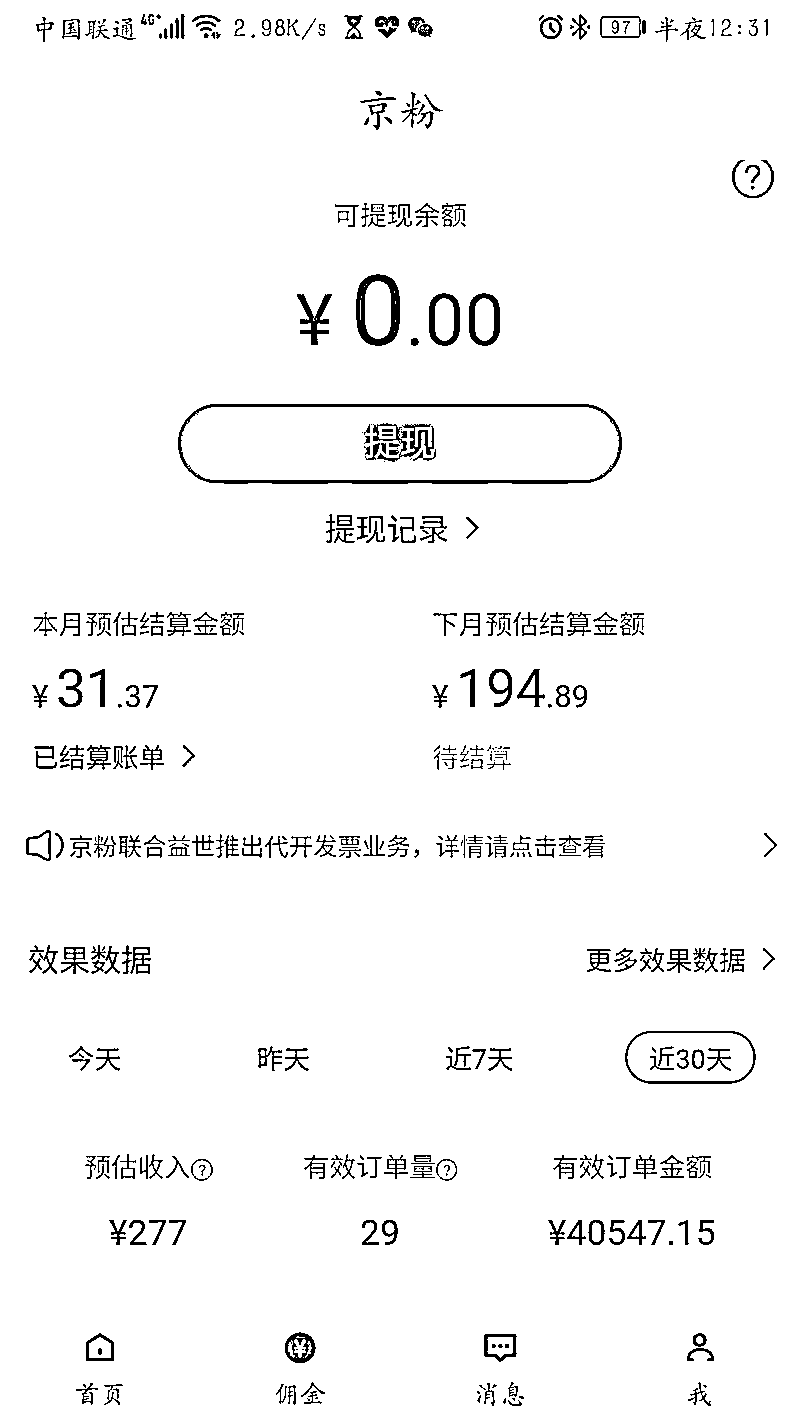 中国联通 4G+ 2.98K/s 97 半夜12:31
京粉
可提现余额
¥ 0.00
提现
提现记录 >
本月预估结算金额 下月预估结算金额
¥ 31.37 ¥ 194.89
已结算账单 > 待结算
京粉联合益世推出代开发票业务，详情请点击查看 >
效果数据 更多效果数据 >
今天 昨天 近7天 近30天
预估收入? 有效订单量? 有效订单金额
¥277 29 ¥40547.15
首页 佣金 消息 我